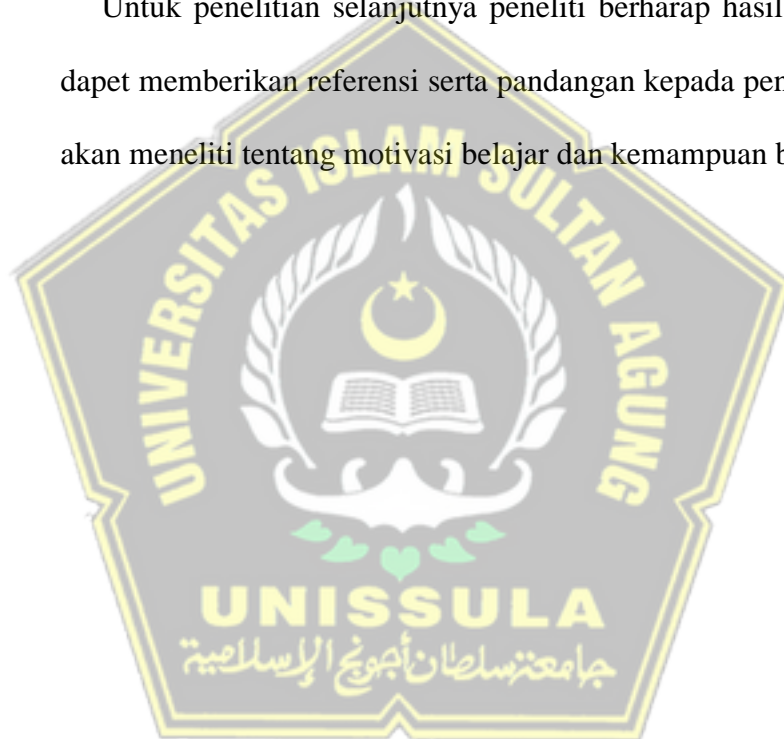 Untuk penelitian selanjutnya peneliti berharap hasil
dapet memberikan referensi serta pandangan kepada pen
akan meneliti tentang motivasi belajar dan kemampuan b
UNIVERSITAS ISLAM SULTAN AGUNG
UNISSULA
جامعة سلطان أجونج الإسلامية